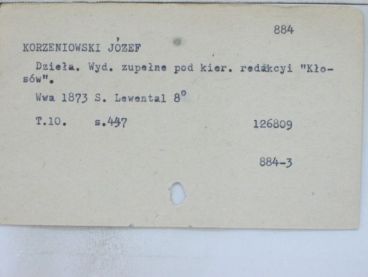 884
KORZENIOWSKI JÓZEF
Dzieła. Wyd. zupełne pod kier. redakcyi "Kło-
sów".
Wwa 1873 S. Lewental 8°
T.10. s.447 126809
884-3